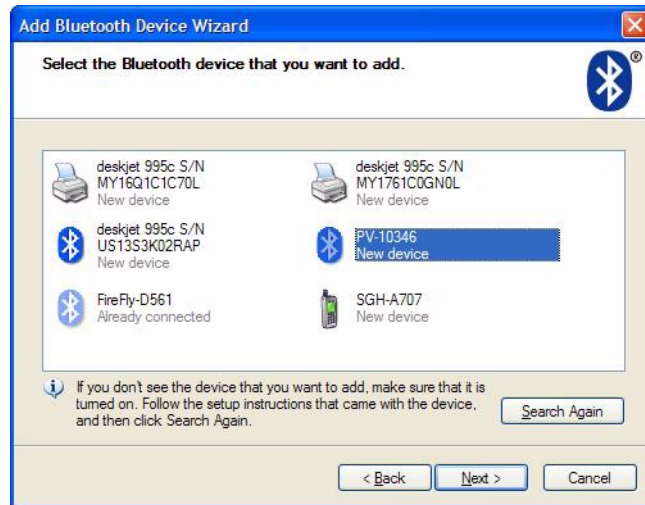 Add Bluetooth Device Wizard
Select the Bluetooth device that you want to add.
®
deskjet 995c S/N
MY16Q1C1C70L
New device
deskjet 995c S/N
MY1761C0GN0L
New device
deskjet 995c S/N
US13S3K02RAP
New device
PV-10346
New device
FireFly-D561
Already connected
SGH-A707
New device
If you don't see the device that you want to add, make sure that it is
turned on. Follow the setup instructions that came with the device,
and then click Search Again.
Search Again
< Back
Next >
Cancel